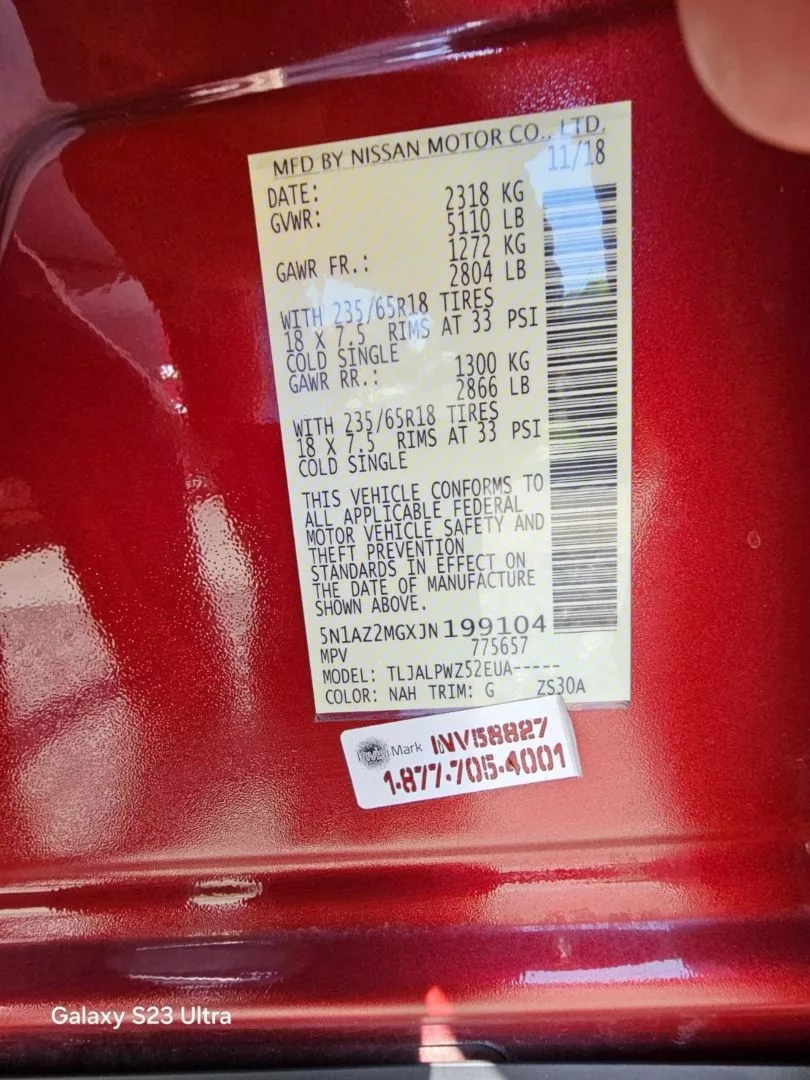 MFD BY NISSAN MOTOR CO., LTD.
DATE: 11/18
GVWR: 2318 KG
5110 LB
GAWR FR.: 1272 KG
2804 LB
WITH 235/65R18 TIRES
18 X 7.5 RIMS AT 33 PSI
COLD SINGLE
GAWR RR.: 1300 KG
2866 LB
WITH 235/65R18 TIRES
18 X 7.5 RIMS AT 33 PSI
COLD SINGLE
THIS VEHICLE CONFORMS TO
ALL APPLICABLE FEDERAL
MOTOR VEHICLE SAFETY AND
THEFT PREVENTION
STANDARDS IN EFFECT ON
THE DATE OF MANUFACTURE
SHOWN ABOVE.
5N1AZ2MGXJN199104
MPV 775657
MODEL: TLJALPWZ52EUA-----
COLOR: NAH TRIM: G ZS30A
InVisiMark INV58827
1-877-705-4001
Galaxy S23 Ultra